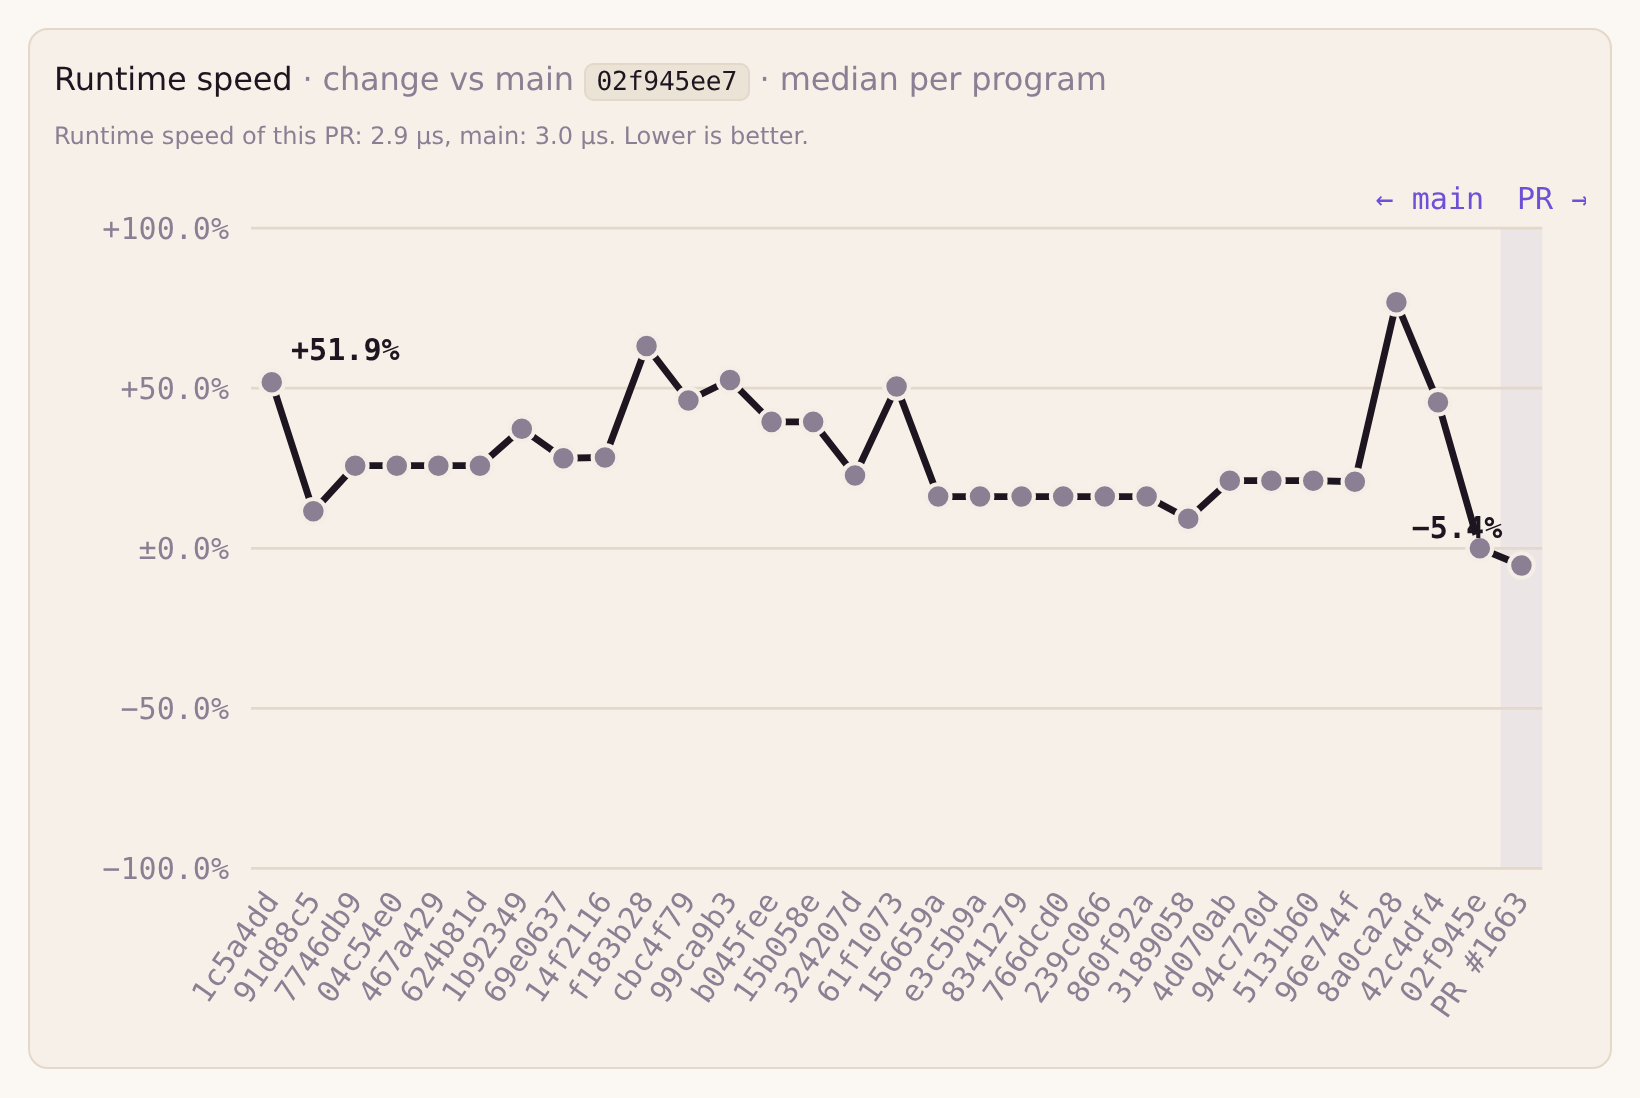 Runtime speed · change vs main 02f945ee7 · median per program
Runtime speed of this PR: 2.9 µs, main: 3.0 µs. Lower is better.
← main PR →
+100.0%
+51.9%
+50.0%
−5.4%
±0.0%
−50.0%
−100.0%
1c5a4dd
91d88c5
7746db9
04c54e0
467a429
624b81d
1b92349
69e0637
14f2116
f183b28
cbc4f79
99ca9b3
b045fee
15b058e
324207d
61f1073
156659a
e3c5b9a
8341279
766dcd0
239c066
860f92a
3189058
4d070ab
94c720d
5131b60
96e744f
8a0ca28
42c4df4
02f945e
PR #1663